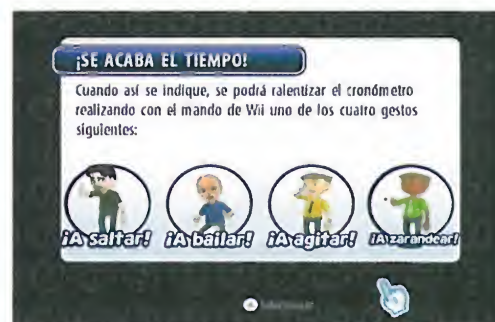 ¡SE ACABA EL TIEMPO!
Cuando así se indique, se podrá ralentizar el cronómetro
realizando con el mando de Wii uno de los cuatro gestos
siguientes:
¡A saltar! ¡A bailar! ¡A agitar! ¡A zarandear!